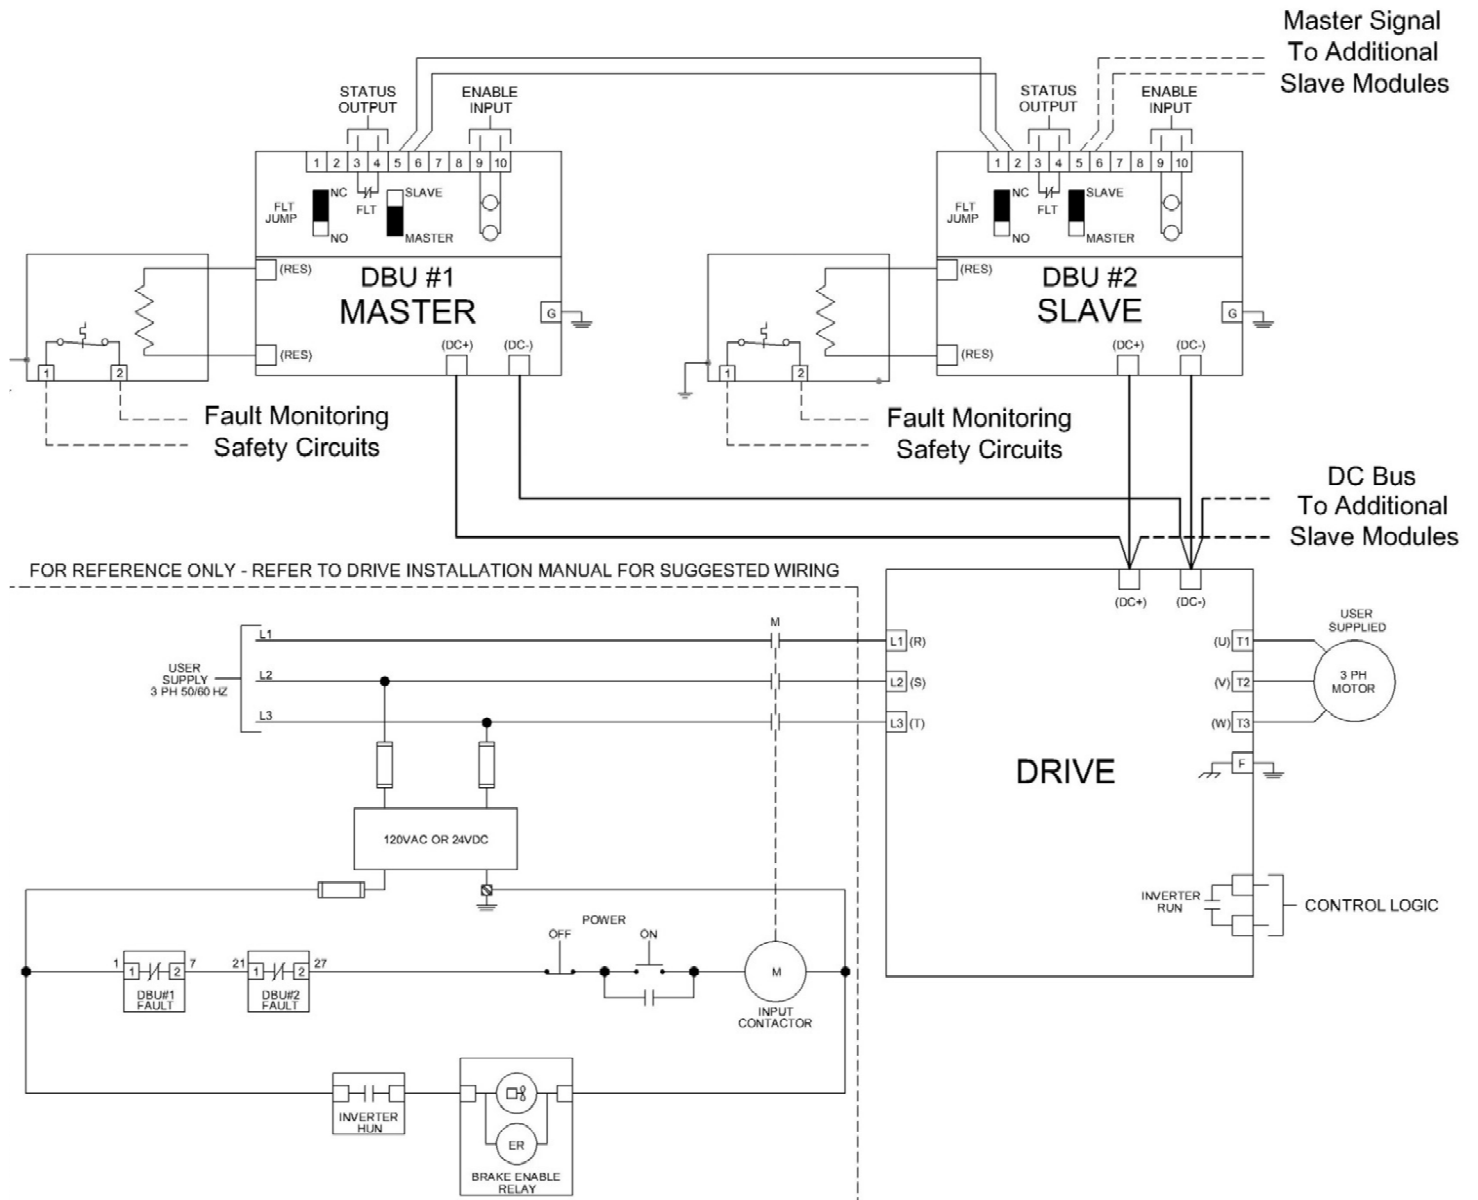 Master Signal
To Additional
Slave Modules
STATUS
OUTPUT
ENABLE
INPUT
STATUS
OUTPUT
ENABLE
INPUT
1 2 3 4 5 6 7 8 9 10
1 2 3 4 5 6 7 8 9 10
FLT
JUMP
NC
NO
FLT
SLAVE
MASTER
FLT
JUMP
NC
NO
FLT
SLAVE
MASTER
(RES)
DBU #1
MASTER
(RES)
G
(DC+)
(DC-)
1
2
(RES)
DBU #2
SLAVE
(RES)
G
(DC+)
(DC-)
1
2
Fault Monitoring
Safety Circuits
Fault Monitoring
Safety Circuits
DC Bus
To Additional
Slave Modules
FOR REFERENCE ONLY - REFER TO DRIVE INSTALLATION MANUAL FOR SUGGESTED WIRING
(DC+)
(DC-)
USER
SUPPLY
3 PH 50/60 HZ
L1
L2
L3
M
L1 (R)
L2 (S)
L3 (T)
(U) T1
(V) T2
(W) T3
F
USER
SUPPLIED
3 PH
MOTOR
DRIVE
120VAC OR 24VDC
INVERTER
RUN
CONTROL LOGIC
POWER
OFF
ON
1
1
2
7
DBU#1
FAULT
21
1
2
27
DBU#2
FAULT
M
INPUT
CONTACTOR
INVERTER
HUN
ER
BRAKE ENABLE
RELAY